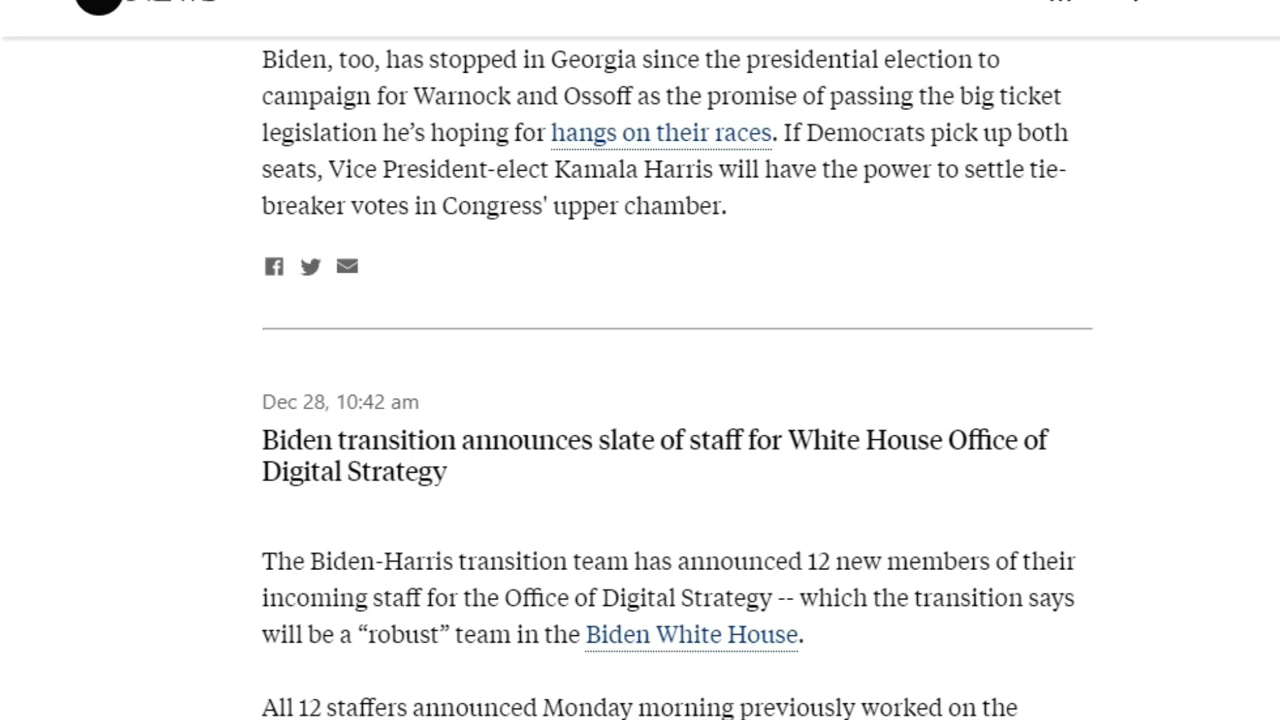 Biden, too, has stopped in Georgia since the presidential election to
campaign for Warnock and Ossoff as the promise of passing the big ticket
legislation he’s hoping for hangs on their races. If Democrats pick up both
seats, Vice President-elect Kamala Harris will have the power to settle tie-
breaker votes in Congress' upper chamber.
Dec 28, 10:42 am
Biden transition announces slate of staff for White House Office of
Digital Strategy
The Biden-Harris transition team has announced 12 new members of their
incoming staff for the Office of Digital Strategy -- which the transition says
will be a “robust” team in the Biden White House.
All 12 staffers announced Monday morning previously worked on the